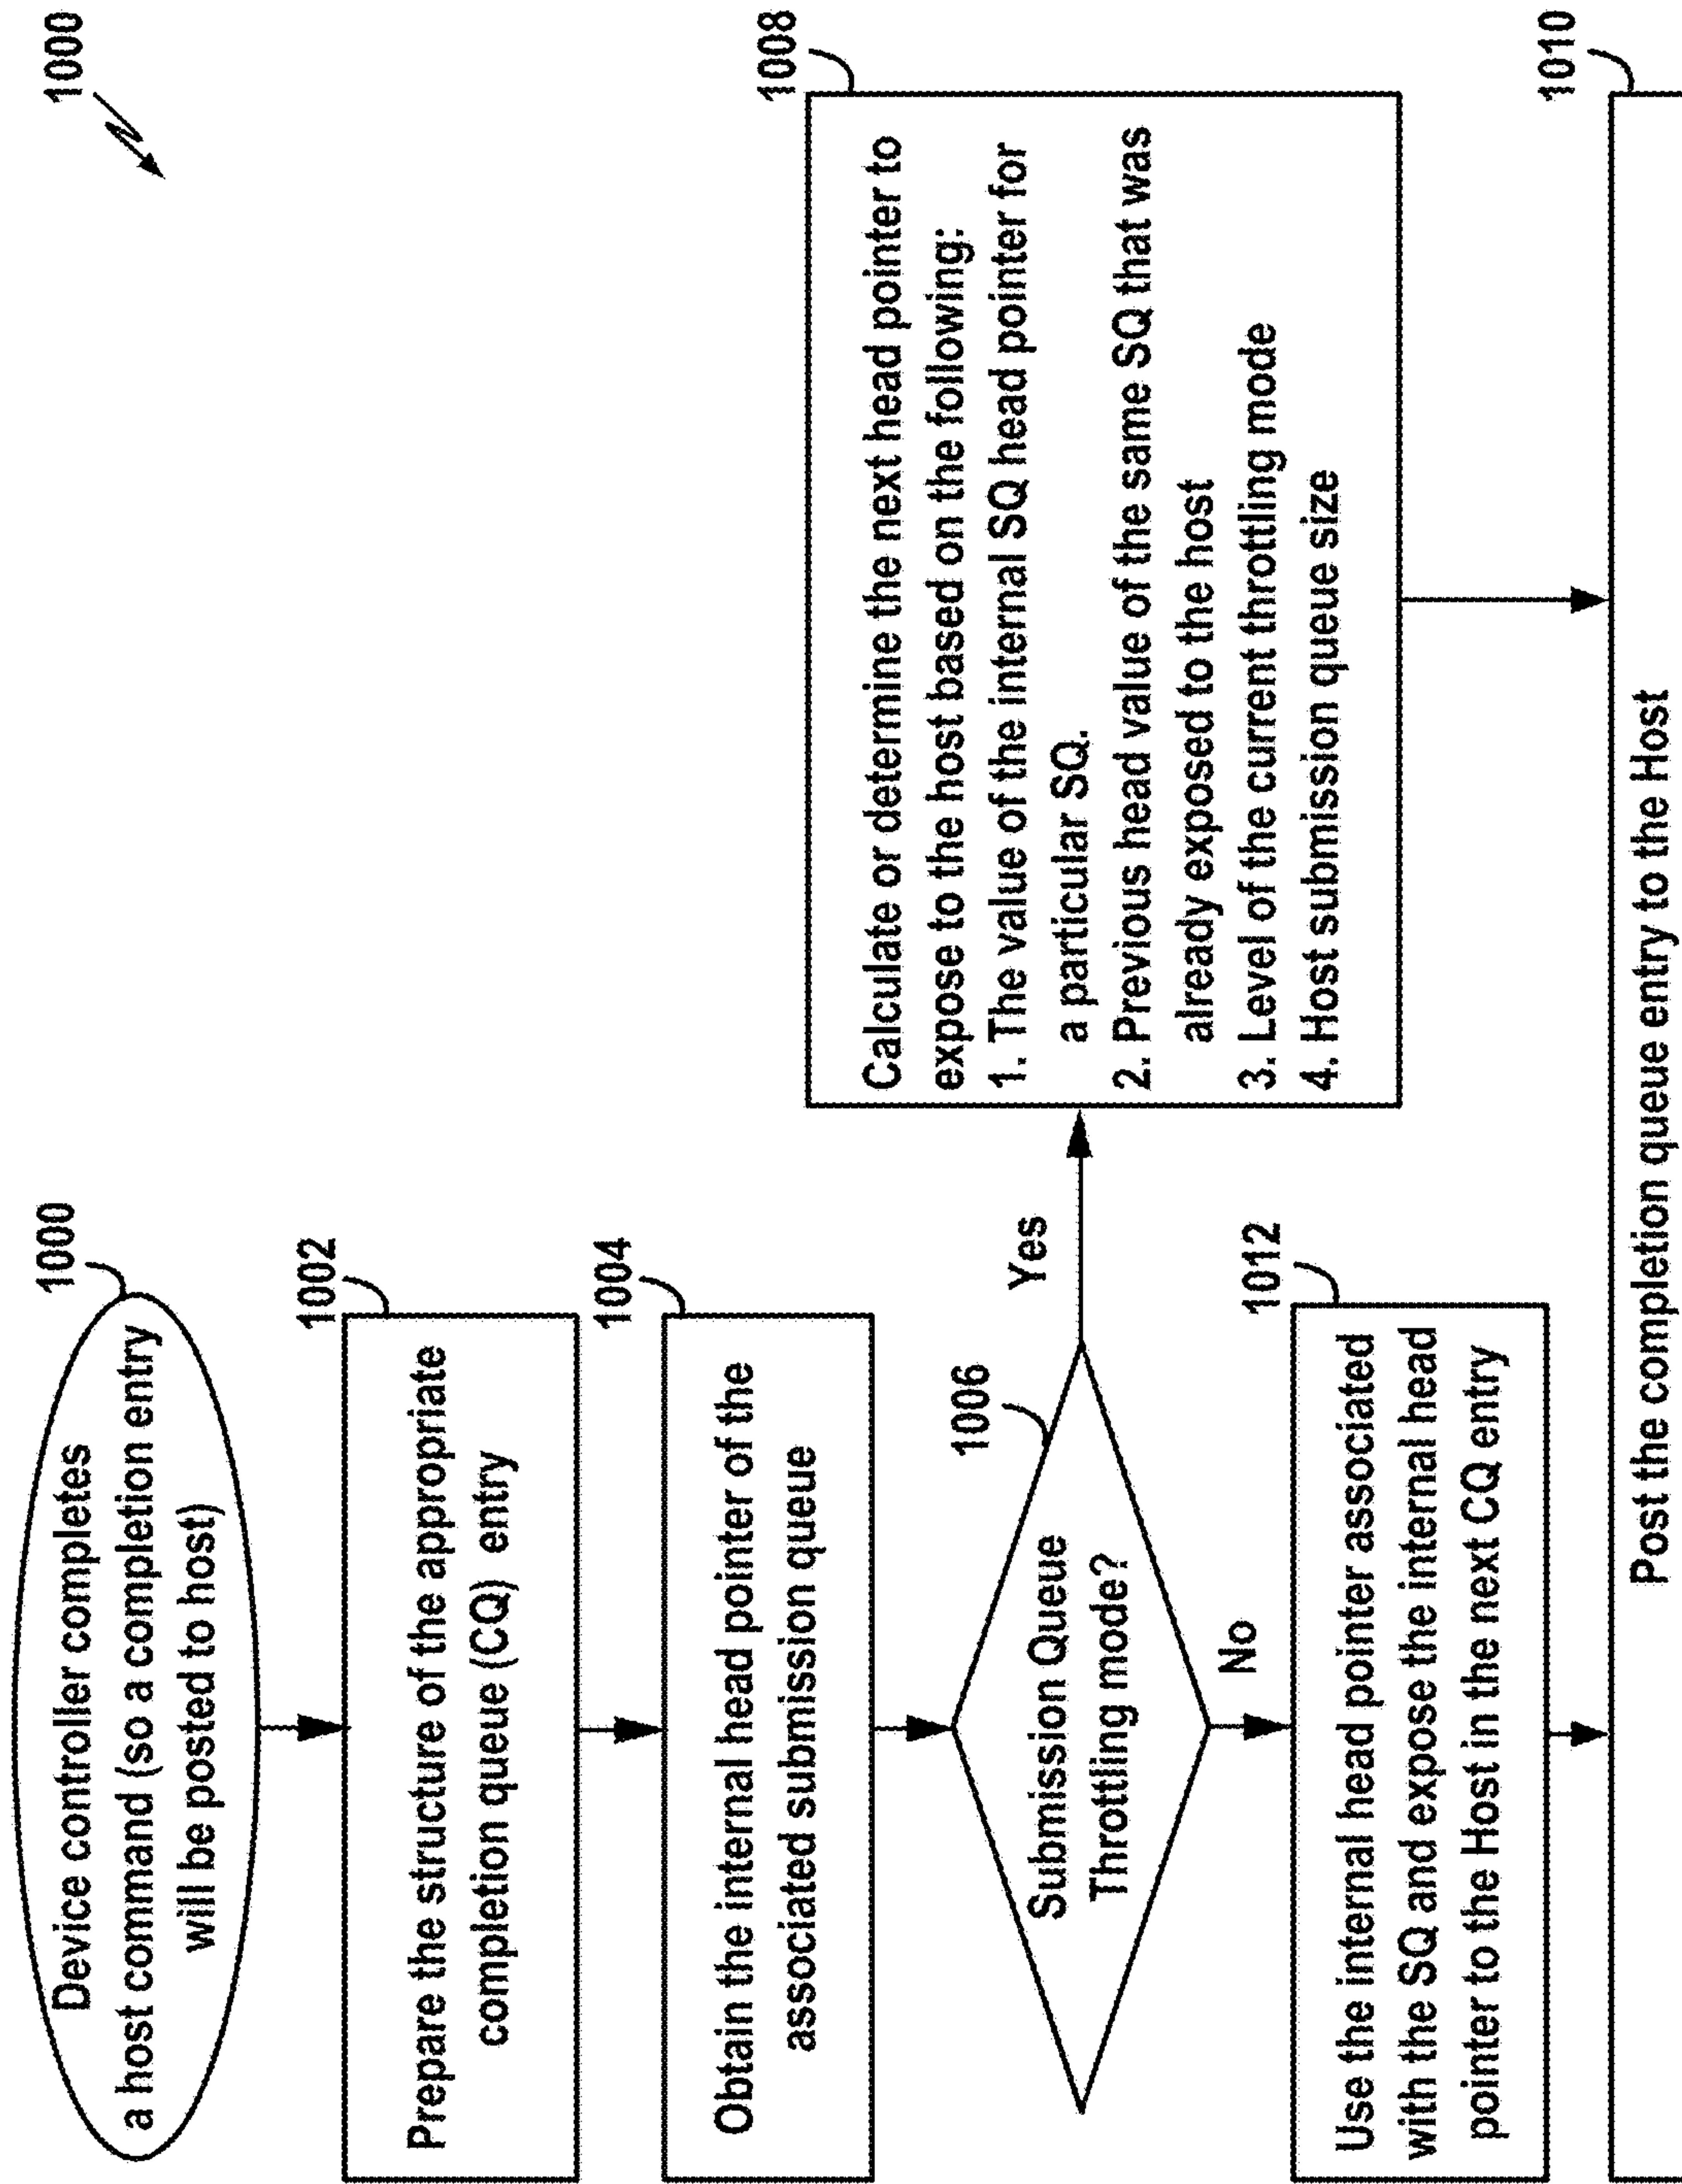 1000
1000
Device controller completes
a host command (so a completion entry
will be posted to host)
1002
Prepare the structure of the appropriate
completion queue (CQ) entry
1004
Obtain the internal head pointer of the
associated submission queue
1006
Submission Queue
Throttling mode?
Yes
No
1008
Calculate or determine the next head pointer to
expose to the host based on the following:
1. The value of the internal SQ head pointer for
a particular SQ.
2. Previous head value of the same SQ that was
already exposed to the host
3. Level of the current throttling mode
4. Host submission queue size
1012
Use the internal head pointer associated
with the SQ and expose the internal head
pointer to the Host in the next CQ entry
1010
Post the completion queue entry to the Host